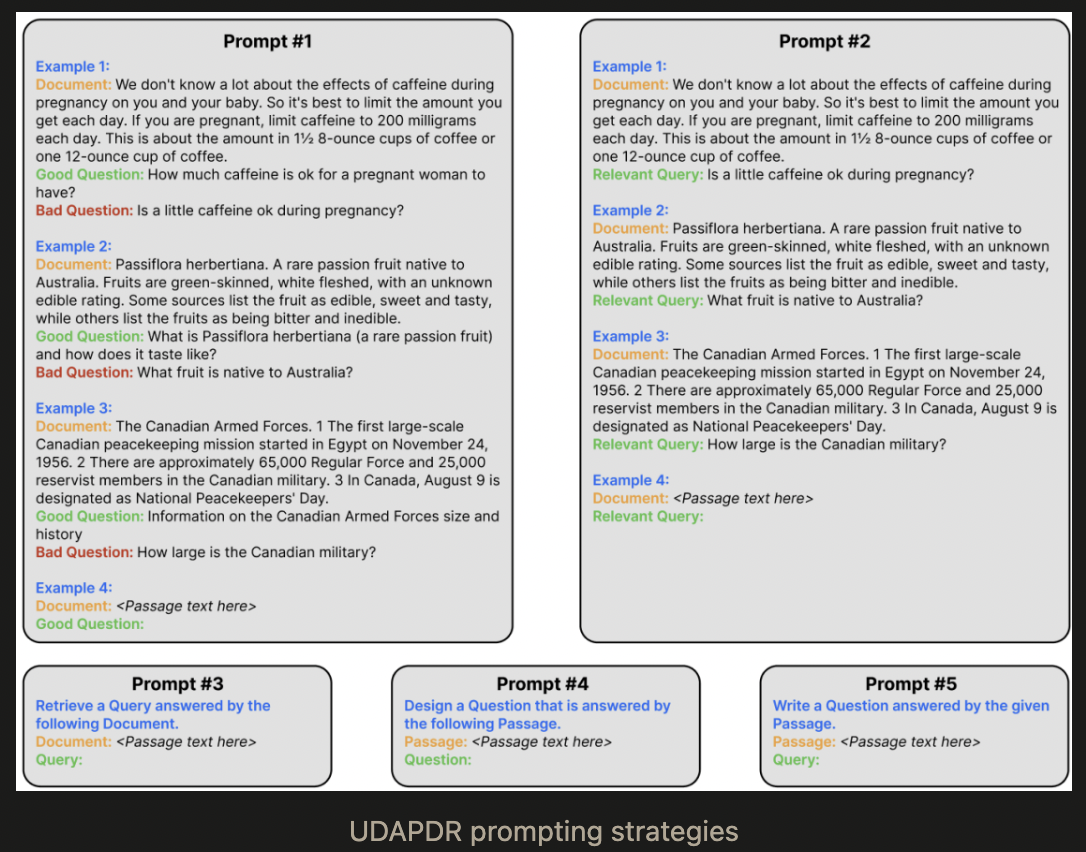 Prompt #1
Example 1:
Document: We don't know a lot about the effects of caffeine during
pregnancy on you and your baby. So it's best to limit the amount you
get each day. If you are pregnant, limit caffeine to 200 milligrams
each day. This is about the amount in 1½ 8-ounce cups of coffee or
one 12-ounce cup of coffee.
Good Question: How much caffeine is ok for a pregnant woman to
have?
Bad Question: Is a little caffeine ok during pregnancy?
Example 2:
Document: Passiflora herbertiana. A rare passion fruit native to
Australia. Fruits are green-skinned, white fleshed, with an unknown
edible rating. Some sources list the fruit as edible, sweet and tasty,
while others list the fruits as being bitter and inedible.
Good Question: What is Passiflora herbertiana (a rare passion fruit)
and how does it taste like?
Bad Question: What fruit is native to Australia?
Example 3:
Document: The Canadian Armed Forces. 1 The first large-scale
Canadian peacekeeping mission started in Egypt on November 24,
1956. 2 There are approximately 65,000 Regular Force and 25,000
reservist members in the Canadian military. 3 In Canada, August 9 is
designated as National Peacekeepers' Day.
Good Question: Information on the Canadian Armed Forces size and
history
Bad Question: How large is the Canadian military?
Example 4:
Document: <Passage text here>
Good Question:
Prompt #2
Example 1:
Document: We don't know a lot about the effects of caffeine during
pregnancy on you and your baby. So it's best to limit the amount you
get each day. If you are pregnant, limit caffeine to 200 milligrams
each day. This is about the amount in 1½ 8-ounce cups of coffee or
one 12-ounce cup of coffee.
Relevant Query: Is a little caffeine ok during pregnancy?
Example 2:
Document: Passiflora herbertiana. A rare passion fruit native to
Australia. Fruits are green-skinned, white fleshed, with an unknown
edible rating. Some sources list the fruit as edible, sweet and tasty,
while others list the fruits as being bitter and inedible.
Relevant Query: What fruit is native to Australia?
Example 3:
Document: The Canadian Armed Forces. 1 The first large-scale
Canadian peacekeeping mission started in Egypt on November 24,
1956. 2 There are approximately 65,000 Regular Force and 25,000
reservist members in the Canadian military. 3 In Canada, August 9 is
designated as National Peacekeepers' Day.
Relevant Query: How large is the Canadian military?
Example 4:
Document: <Passage text here>
Relevant Query:
Prompt #3
Retrieve a Query answered by the
following Document.
Document: <Passage text here>
Query:
Prompt #4
Design a Question that is answered by
the following Passage.
Passage: <Passage text here>
Question:
Prompt #5
Write a Question answered by the given
Passage.
Passage: <Passage text here>
Query:
UDAPDR prompting strategies